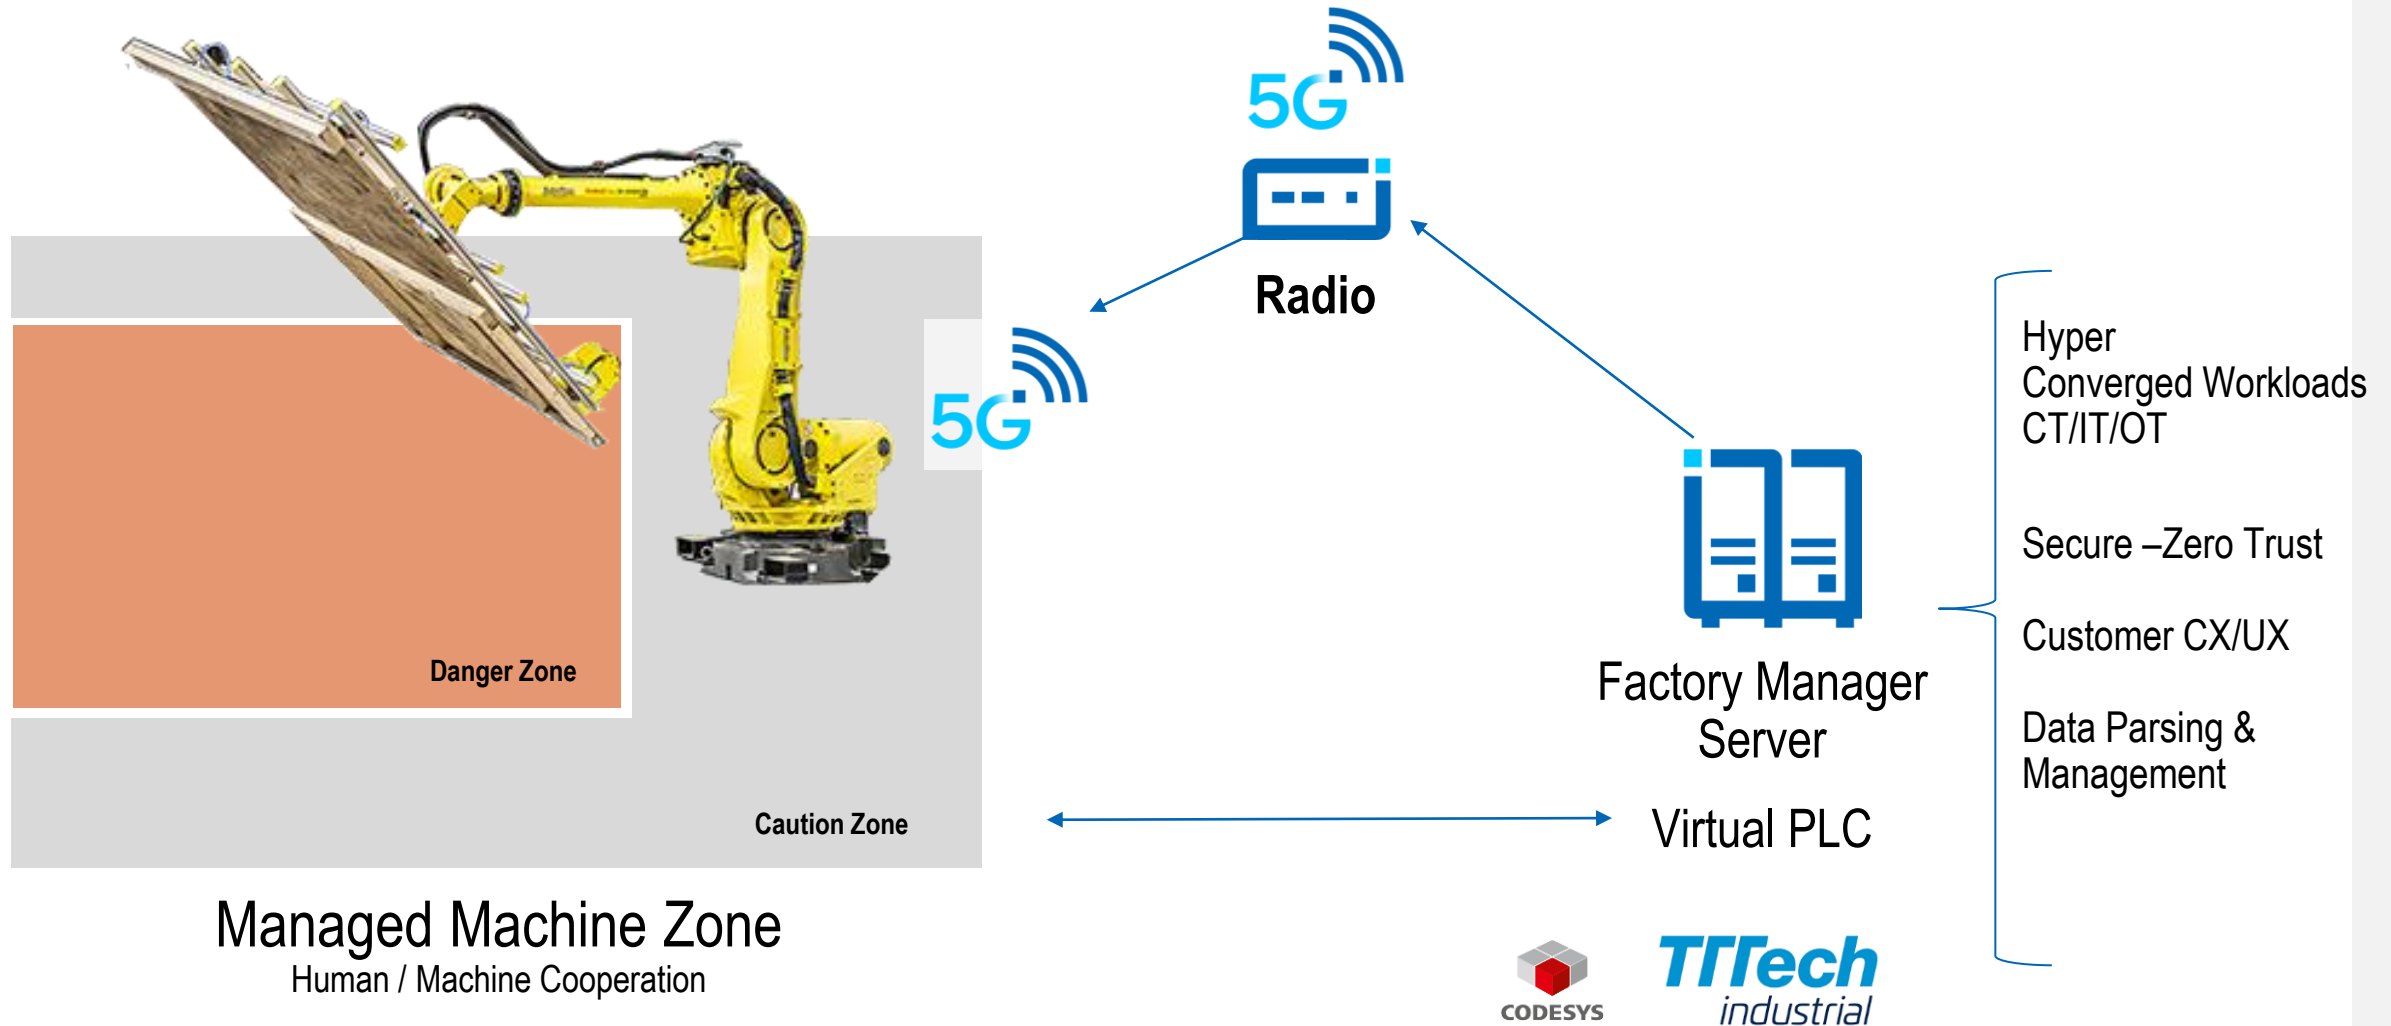 5G
Radio
5G
Danger Zone
Caution Zone
Managed Machine Zone
Human / Machine Cooperation
Factory Manager
Server
Virtual PLC
CODESYS
TTTech
industrial
Hyper
Converged Workloads
CT/IT/OT
Secure –Zero Trust
Customer CX/UX
Data Parsing &
Management